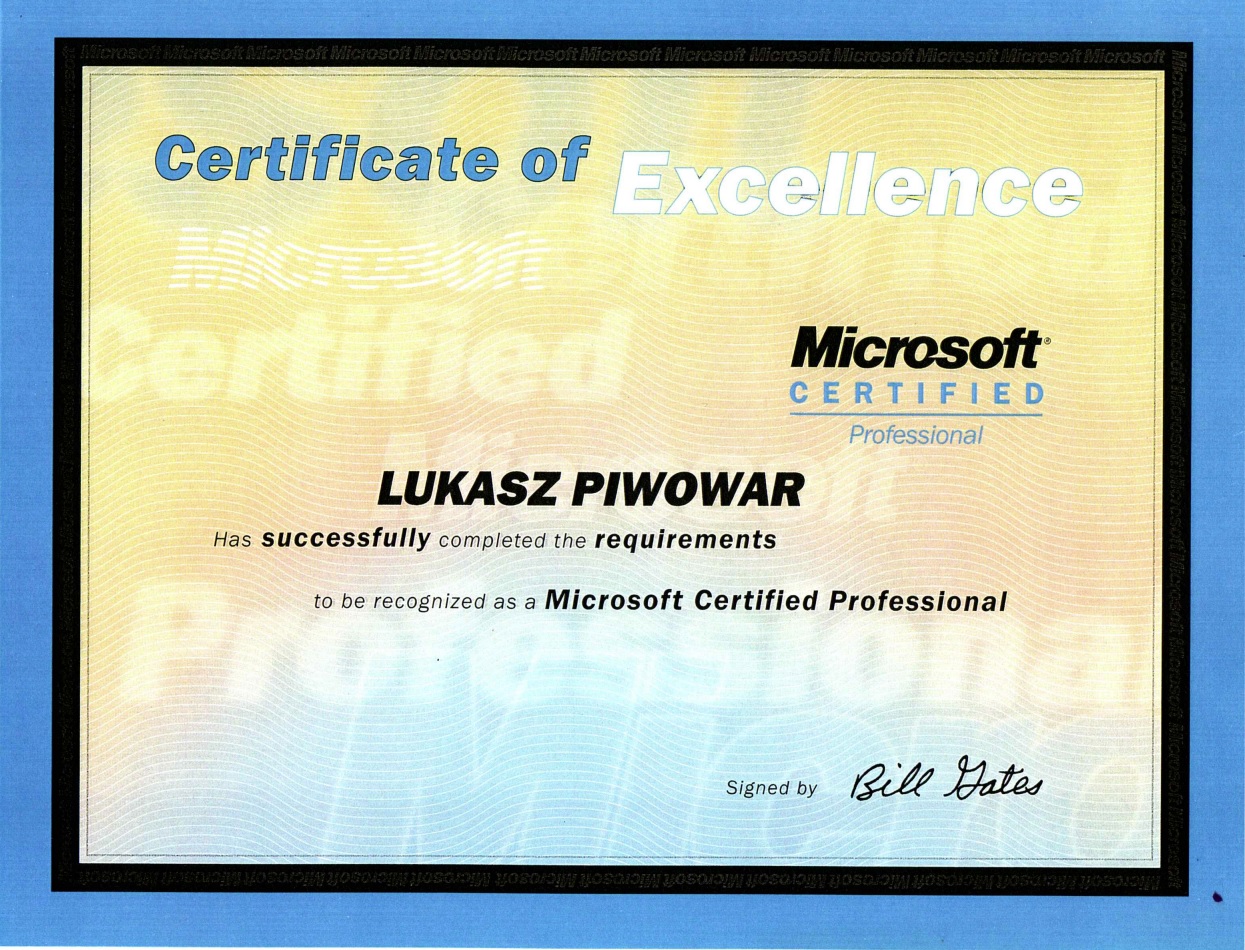 Microsoft Microsoft Microsoft Microsoft Microsoft Microsoft Microsoft Microsoft Microsoft Microsoft Microsoft Microsoft Microsoft
Certificate of Excellence
Microsoft
Certified
Microsoft®
CERTIFIED
Professional
Microsoft
LUKASZ PIWOWAR
Has successfully completed the requirements
to be recognized as a Microsoft Certified Professional
Professional
Micro
Signed by Bill Gates